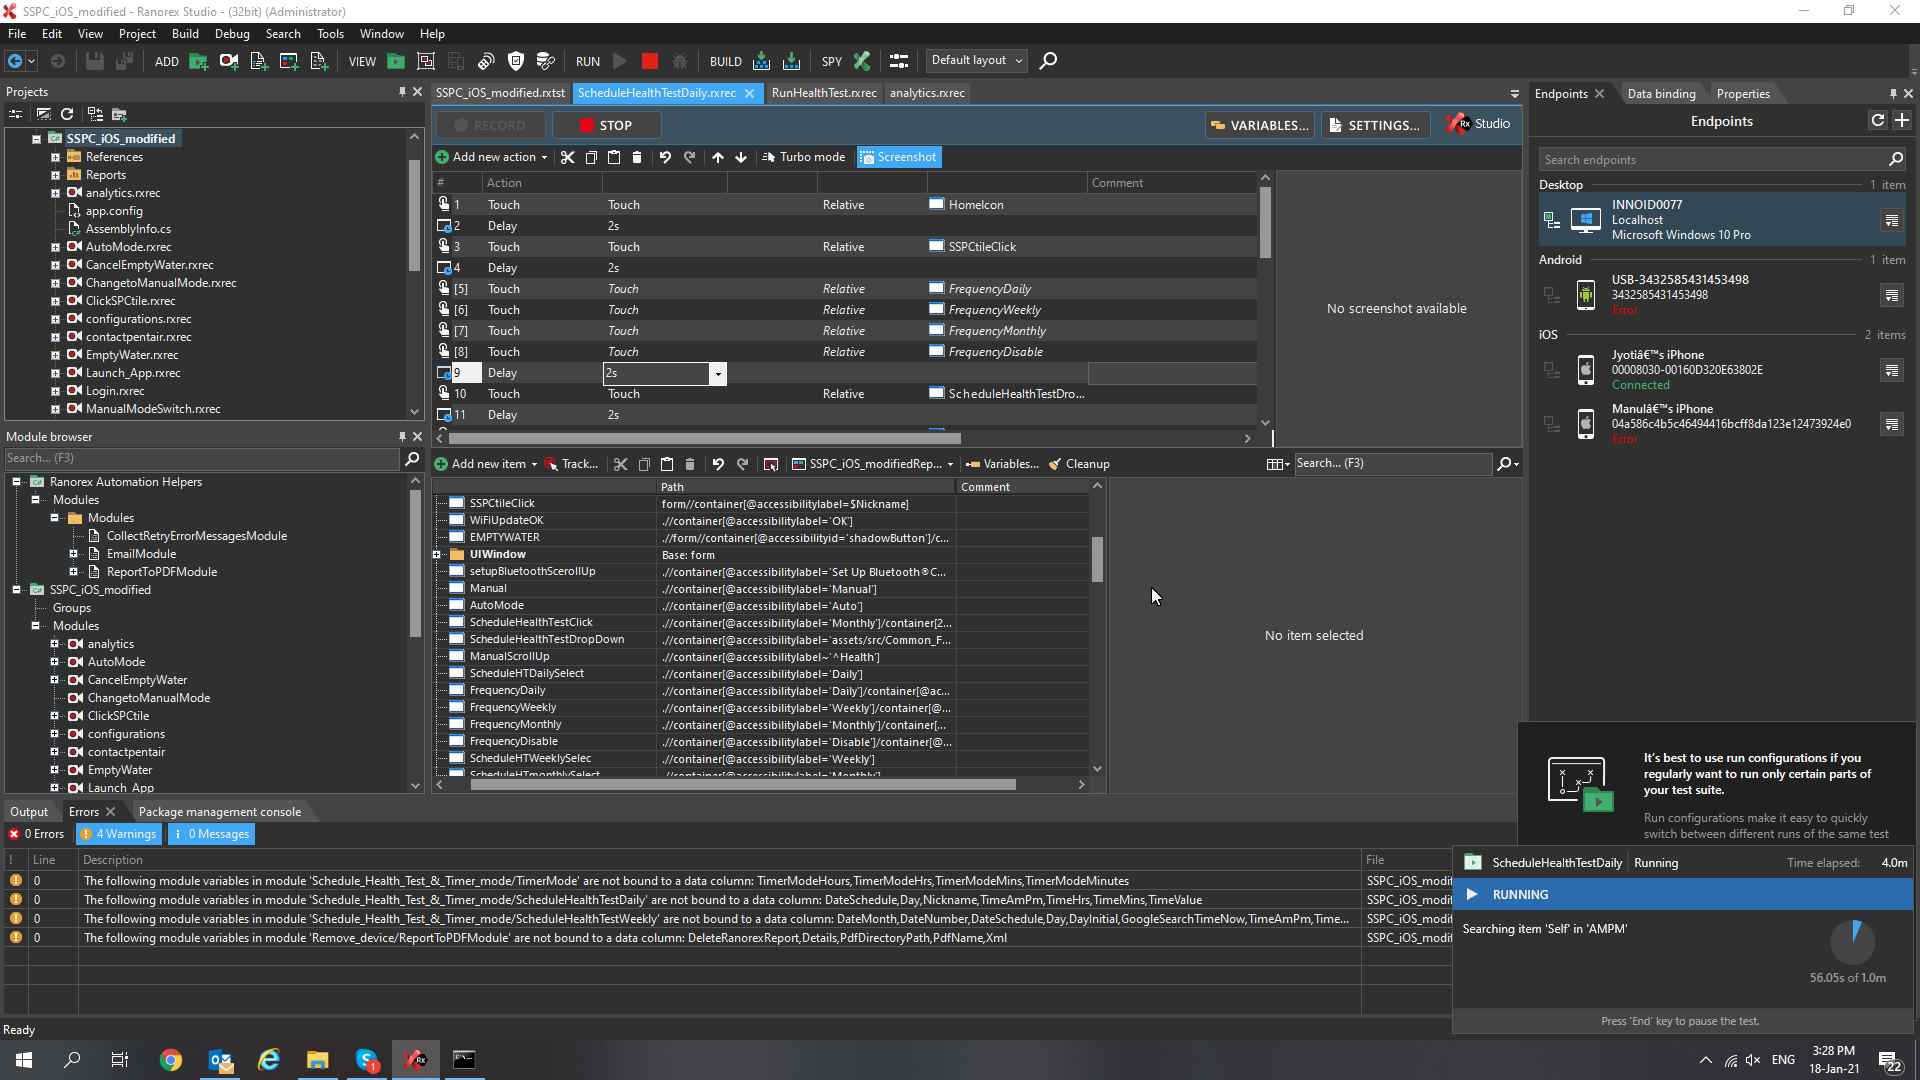 SSPC_iOS_modified - Ranorex Studio - (32bit) (Administrator)
File Edit View Project Build Debug Search Tools Window Help
ADD VIEW RUN BUILD SPY Default layout
Projects
SSPC_iOS_modified
References
Reports
analytics.rxrec
app.config
AssemblyInfo.cs
AutoMode.rxrec
CancelEmptyWater.rxrec
ChangetoManualMode.rxrec
ClickSPCtile.rxrec
configurations.rxrec
contactpentair.rxrec
EmptyWater.rxrec
Launch_App.rxrec
Login.rxrec
ManualModeSwitch.rxrec
Module browser
Search... (F3)
Ranorex Automation Helpers
Modules
Modules
CollectRetryErrorMessagesModule
EmailModule
ReportToPDFModule
SSPC_iOS_modified
Groups
Modules
analytics
AutoMode
CancelEmptyWater
ChangetoManualMode
ClickSPCtile
configurations
contactpentair
EmptyWater
Launch_App
SSPC_iOS_modified.rxtst ScheduleHealthTestDaily.rxrec RunHealthTest.rxrec analytics.rxrec
RECORD STOP VARIABLES... SETTINGS... Rx Studio
Add new action Turbo mode Screenshot
# Action Comment
1 Touch Touch Relative HomeIcon
2 Delay 2s
3 Touch Touch Relative SSPCtileClick
4 Delay 2s
[5] Touch Touch Relative FrequencyDaily
[6] Touch Touch Relative FrequencyWeekly
[7] Touch Touch Relative FrequencyMonthly
[8] Touch Touch Relative FrequencyDisable
9 Delay 2s
10 Touch Touch Relative ScheduleHealthTestDro...
11 Delay 2s
No screenshot available
Add new item Track... SSPC_iOS_modifiedRep... Variables... Cleanup Search... (F3)
Path Comment
SSPCtileClick form//container[@accessibilitylabel=$Nickname]
WiFiUpdateOK .//container[@accessibilitylabel='OK']
EMPTYWATER .//form//container[@accessibilityid='shadowButton']/c...
UIWindow Base: form
setupBluetoothScerollUp .//container[@accessibilitylabel='Set Up Bluetooth®C...
Manual .//container[@accessibilitylabel='Manual']
AutoMode .//container[@accessibilitylabel='Auto']
ScheduleHealthTestClick .//container[@accessibilitylabel='Monthly']/container[2...
ScheduleHealthTestDropDown .//container[@accessibilitylabel='assets/src/Common_F...
ManualScrollUp .//container[@accessibilitylabel~'^Health']
ScheduleHTDailySelect .//container[@accessibilitylabel='Daily']
FrequencyDaily .//container[@accessibilitylabel='Daily']/container[@ac...
FrequencyWeekly .//container[@accessibilitylabel='Weekly']/container[@...
FrequencyMonthly .//container[@accessibilitylabel='Monthly']/container[...
FrequencyDisable .//container[@accessibilitylabel='Disable']/container[@...
ScheduleHTWeeklySelec .//container[@accessibilitylabel='Weekly']
ScheduleHTmonthlySelect .//container[@accessibilitylabel='Monthly']
No item selected
Endpoints Data binding Properties
Endpoints
Search endpoints
Desktop 1 item
INNOID0077
Localhost
Microsoft Windows 10 Pro
Android 1 item
USB-3432585431453498
3432585431453498
Error
iOS 2 items
Jyotiâ€™s iPhone
00008030-00160D320E63802E
Connected
Manulâ€™s iPhone
04a586c4b5c46494416bcff8da123e12473924e0
Error
It's best to use run configurations if you
regularly want to run only certain parts of
your test suite.
Run configurations make it easy to quickly
switch between different runs of the same test
Output Errors Package management console
0 Errors 4 Warnings 0 Messages
! Line Description File
0 The following module variables in module 'Schedule_Health_Test_&_Timer_mode/TimerMode' are not bound to a data column: TimerModeHours,TimerModeHrs,TimerModeMins,TimerModeMinutes SSPC_iOS_modif
0 The following module variables in module 'Schedule_Health_Test_&_Timer_mode/ScheduleHealthTestDaily' are not bound to a data column: DateSchedule,Day,Nickname,TimeAmPm,TimeHrs,TimeMins,TimeValue SSPC_iOS_modif
0 The following module variables in module 'Schedule_Health_Test_&_Timer_mode/ScheduleHealthTestWeekly' are not bound to a data column: DateMonth,DateNumber,DateSchedule,Day,DayInitial,GoogleSearchTimeNow,TimeAmPm,Time... SSPC_iOS_modif
0 The following module variables in module 'Remove_device/ReportToPDFModule' are not bound to a data column: DeleteRanorexReport,Details,PdfDirectoryPath,PdfName,Xml SSPC_iOS_modif
ScheduleHealthTestDaily Running Time elapsed: 4.0m
RUNNING
Searching item 'Self' in 'AMPM'
56.05s of 1.0m
Press 'End' key to pause the test.
Ready
ENG 3:28 PM
18-Jan-21
22